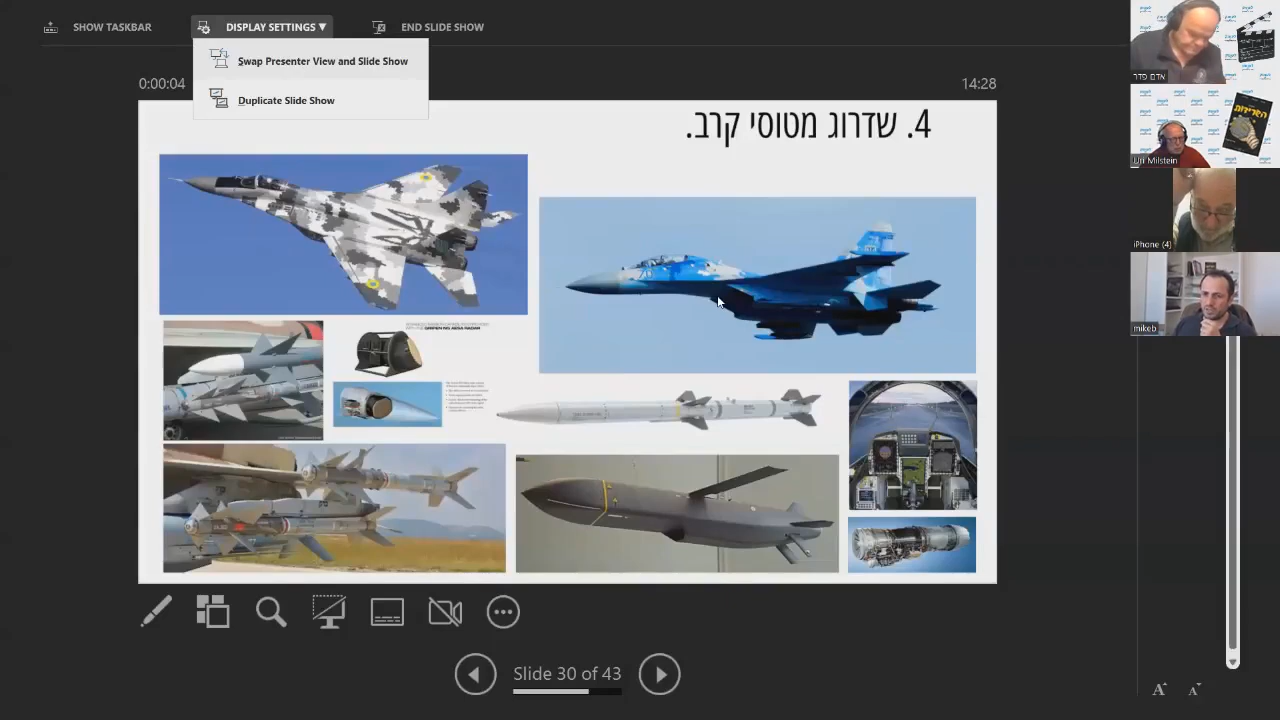 SHOW TASKBAR
DISPLAY SETTINGS ▼
END SLIDE SHOW
Swap Presenter View and Slide Show
Duplicate Slide Show
0:00:04
14:28
4. שדרוג מטוסי קרב.
Slide 30 of 43
A
A
אדם פדר
Uri Milstein
iPhone (4)
mikeb